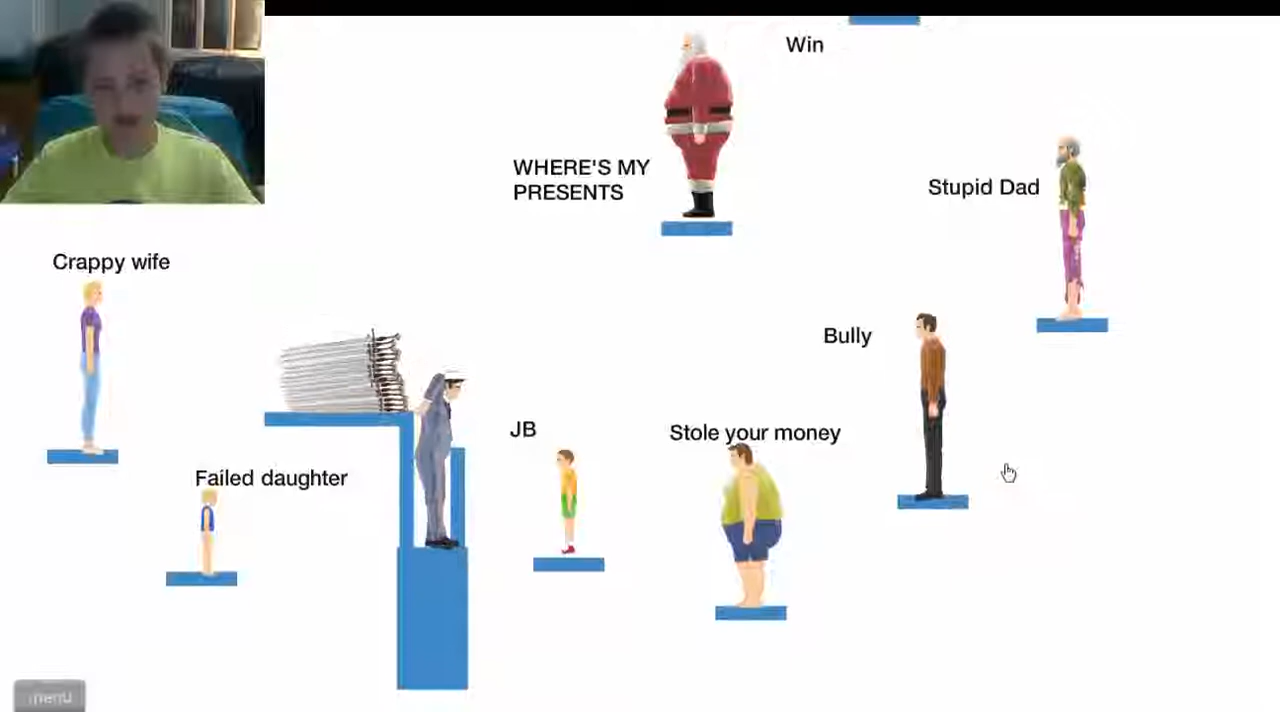 Win
WHERE'S MY
PRESENTS
Stupid Dad
Crappy wife
Bully
JB
Stole your money
Failed daughter
menu